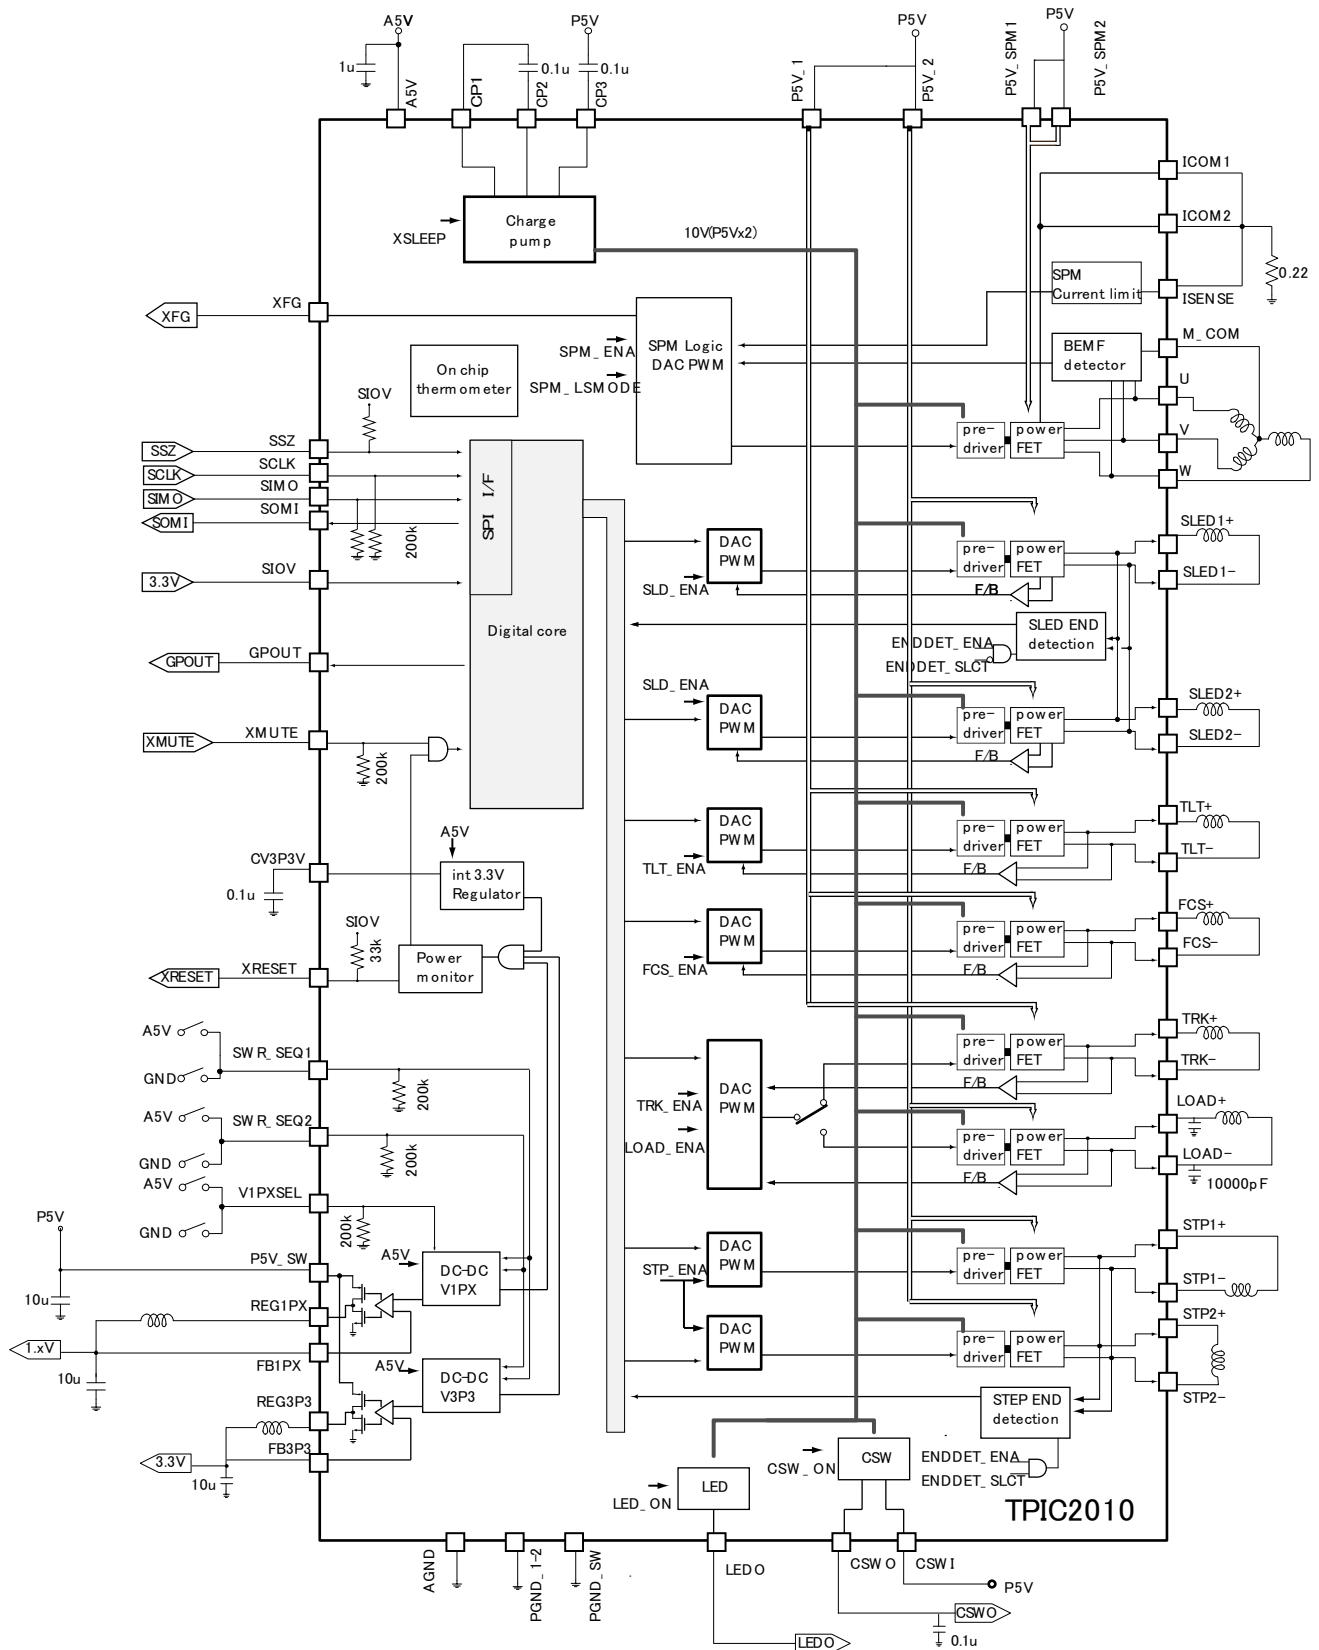 A5V
P5V
P5V
P5V
1u
0.1u
0.1u
A5V
CP1
CP2
CP3
P5V_1
P5V_2
P5V_SPM1
P5V_SPM2
ICOM1
ICOM2
ISENSE
0.22
Charge
pump
XSLEEP
10V(P5Vx2)
SPM
Current limit
XFG
XFG
SPM Logic
DAC PWM
SPM_ENA
SPM_LSMODE
BEMF
detector
M_COM
U
V
W
On chip
thermometer
SIOV
pre-
driver
power
FET
SSZ
SSZ
SCLK
SCLK
SIMO
SIMO
SOMI
SOMI
200k
SPI I/F
3.3V
SIOV
Digital core
DAC
PWM
SLD_ENA
pre-
driver
power
FET
F/B
SLED1+
SLED1-
SLED END
detection
ENDDET_ENA
ENDDET_SLCT
GPOUT
GPOUT
SLD_ENA
DAC
PWM
pre-
driver
power
FET
F/B
SLED2+
SLED2-
XMUTE
XMUTE
200k
DAC
PWM
TLT_ENA
pre-
driver
power
FET
F/B
TLT+
TLT-
A5V
CV3P3V
0.1u
int 3.3V
Regulator
DAC
PWM
FCS_ENA
pre-
driver
power
FET
F/B
FCS+
FCS-
SIOV
33k
Power
monitor
XRESET
XRESET
A5V
GND
SWR_SEQ1
200k
DAC
PWM
TRK_ENA
LOAD_ENA
pre-
driver
power
FET
F/B
TRK+
TRK-
A5V
GND
SWR_SEQ2
200k
pre-
driver
power
FET
F/B
LOAD+
LOAD-
10000pF
A5V
GND
V1PXSEL
200k
P5V
P5V_SW
10u
A5V
DC-DC
V1PX
REG1PX
1.xV
FB1PX
10u
DAC
PWM
STP_ENA
pre-
driver
power
FET
STP1+
STP1-
DAC
PWM
pre-
driver
power
FET
STP2+
STP2-
A5V
DC-DC
V3P3
REG3P3
FB3P3
3.3V
10u
STEP END
detection
ENDDET_ENA
ENDDET_SLCT
LED
LED_ON
CSW_ON
CSW
TPIC2010
AGND
PGND_1-2
PGND_SW
LEDO
CSWO
CSWI
P5V
CSWO
0.1u
LEDO